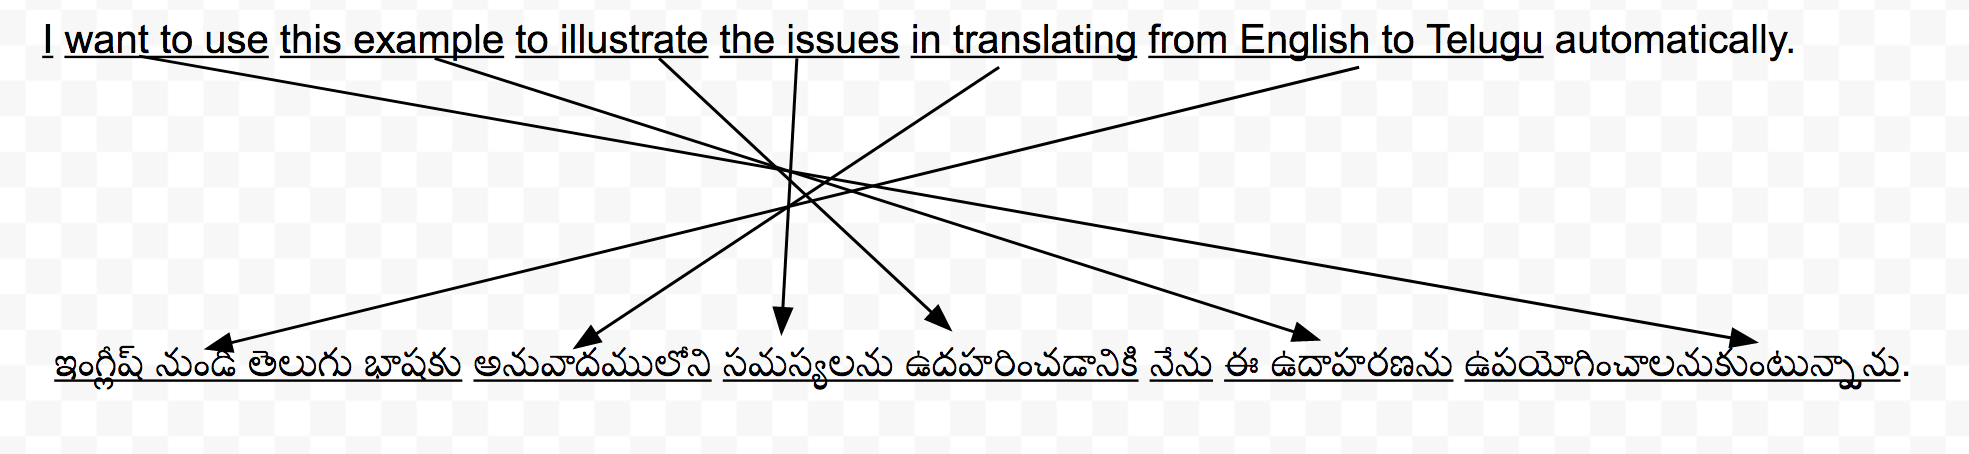 I want to use this example to illustrate the issues in translating from English to Telugu automatically.
ఇంగ్లీష్ నుండి తెలుగు భాషకు అనువాదములోని సమస్యలను ఉదహరించడానికి నేను ఈ ఉదాహరణను ఉపయోగించాలనుకుంటున్నాను.